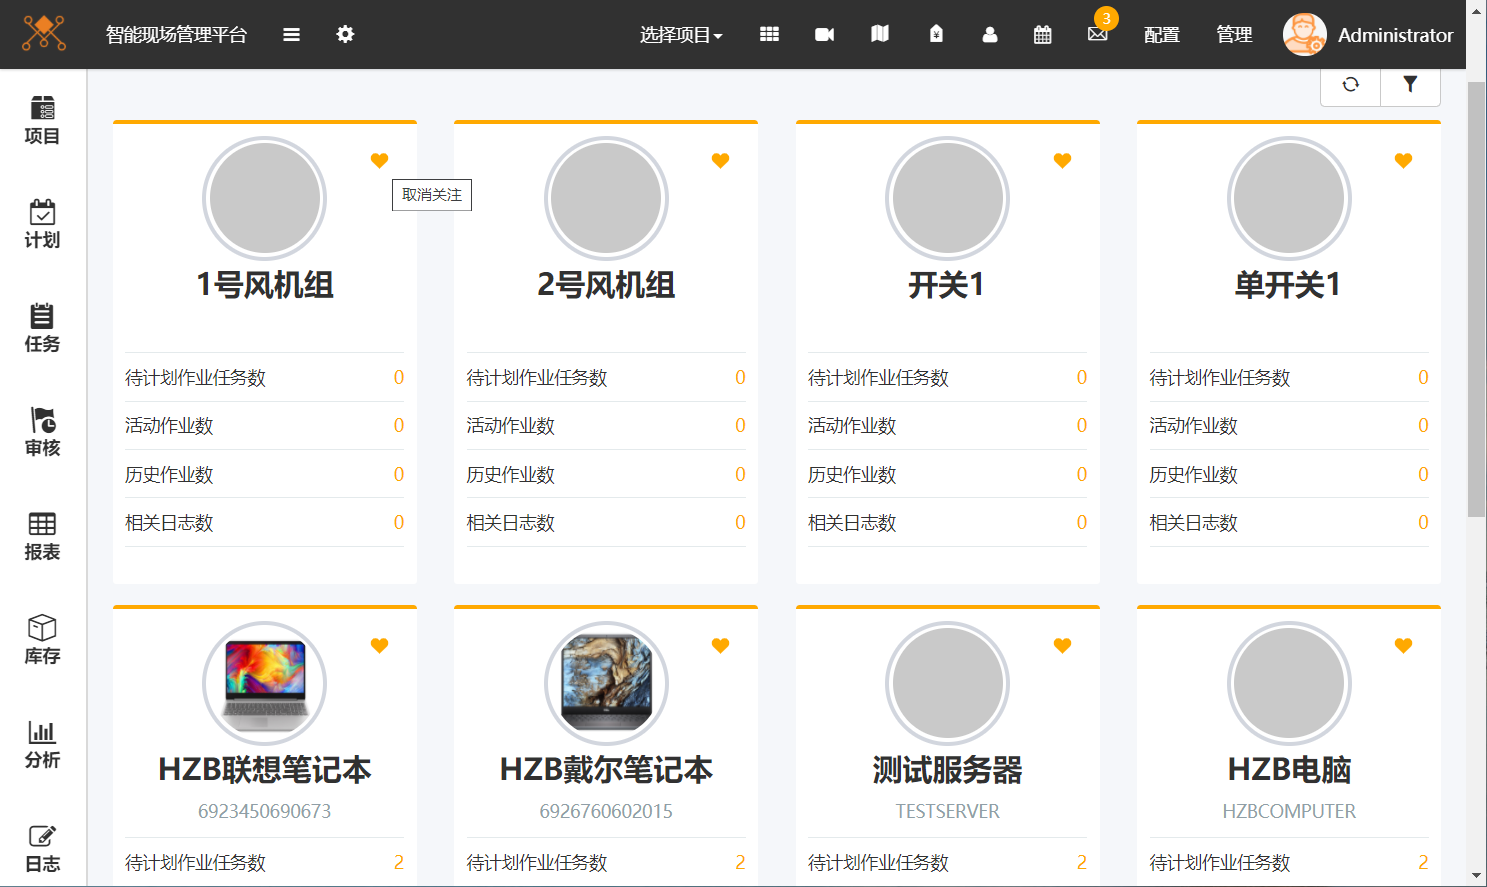 智能现场管理平台
选择项目
3
配置
管理
Administrator
项目
计划
任务
审核
报表
库存
分析
日志
取消关注
1号风机组
待计划作业任务数 0
活动作业数 0
历史作业数 0
相关日志数 0
2号风机组
待计划作业任务数 0
活动作业数 0
历史作业数 0
相关日志数 0
开关1
待计划作业任务数 0
活动作业数 0
历史作业数 0
相关日志数 0
单开关1
待计划作业任务数 0
活动作业数 0
历史作业数 0
相关日志数 0
HZB联想笔记本
6923450690673
待计划作业任务数 2
HZB戴尔笔记本
6926760602015
待计划作业任务数 2
测试服务器
TESTSERVER
待计划作业任务数 2
HZB电脑
HZBCOMPUTER
待计划作业任务数 2